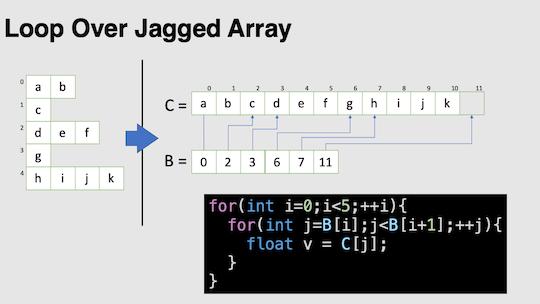 Loop Over Jagged Array
0 a b
1 c
2 d e f
3 g
4 h i j k
0 1 2 3 4 5 6 7 8 9 10 11
C = a b c d e f g h i j k
B = 0 2 3 6 7 11
for(int i=0;i<5;++i){
for(int j=B[i];j<B[i+1];++j){
float v = C[j];
}
}